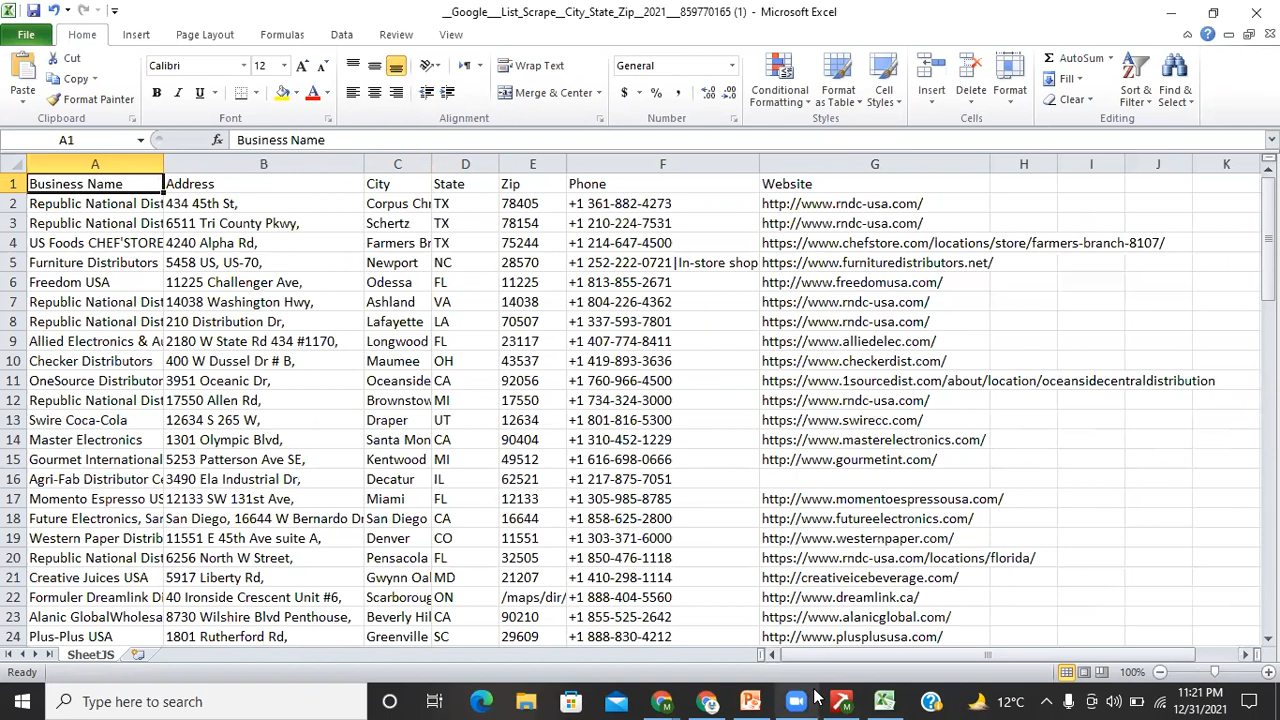 __Google___List_Scrape__City_State_Zip__2021__859770165 (1) - Microsoft Excel
File Home Insert Page Layout Formulas Data Review View
Paste Cut Copy Format Painter Clipboard
Calibri 12 B I U A A A Font
Wrap Text Merge & Center Alignment
General $ % , Number
Conditional Formatting Format as Table Cell Styles Styles
Insert Delete Format Cells
Σ AutoSum Fill Clear Sort & Filter Find & Select Editing
A1 fx Business Name
A B C D E F G H I J K
1 Business Name Address City State Zip Phone Website
2 Republic National Dist 434 45th St, Corpus Chr TX 78405 +1 361-882-4273 http://www.rndc-usa.com/
3 Republic National Dist 6511 Tri County Pkwy, Schertz TX 78154 +1 210-224-7531 http://www.rndc-usa.com/
4 US Foods CHEF'STORE 4240 Alpha Rd, Farmers Br TX 75244 +1 214-647-4500 https://www.chefstore.com/locations/store/farmers-branch-8107/
5 Furniture Distributors 5458 US, US-70, Newport NC 28570 +1 252-222-0721|In-store shop https://www.furnituredistributors.net/
6 Freedom USA 11225 Challenger Ave, Odessa FL 11225 +1 813-855-2671 http://www.freedomusa.com/
7 Republic National Dist 14038 Washington Hwy, Ashland VA 14038 +1 804-226-4362 http://www.rndc-usa.com/
8 Republic National Dist 210 Distribution Dr, Lafayette LA 70507 +1 337-593-7801 http://www.rndc-usa.com/
9 Allied Electronics & Au 2180 W State Rd 434 #1170, Longwood FL 23117 +1 407-774-8411 http://www.alliedelec.com/
10 Checker Distributors 400 W Dussel Dr # B, Maumee OH 43537 +1 419-893-3636 https://www.checkerdist.com/
11 OneSource Distributor 3951 Oceanic Dr, Oceanside CA 92056 +1 760-966-4500 https://www.1sourcedist.com/about/location/oceansidecentraldistribution
12 Republic National Dist 17550 Allen Rd, Brownstow MI 17550 +1 734-324-3000 http://www.rndc-usa.com/
13 Swire Coca-Cola 12634 S 265 W, Draper UT +1 801-816-5300 http://www.swirecc.com/
14 Master Electronics 1301 Olympic Blvd, Santa Mon CA 90404 +1 310-452-1229 https://www.masterelectronics.com/
15 Gourmet International 5253 Patterson Ave SE, Kentwood MI 49512 +1 616-698-0666 http://www.gourmetint.com/
16 Agri-Fab Distributor Ce 3490 Ela Industrial Dr, Decatur IL 62521 +1 217-875-7051
17 Momento Espresso US 12133 SW 131st Ave, Miami FL 12133 +1 305-985-8785 http://www.momentoespressousa.com/
18 Future Electronics, San San Diego, 16644 W Bernardo Dr San Diego CA 16644 +1 858-625-2800 http://www.futureelectronics.com/
19 Western Paper Distrib 11551 E 45th Ave suite A, Denver CO 11551 +1 303-371-6000 http://www.westernpaper.com/
20 Republic National Dist 6256 North W Street, Pensacola FL 32505 +1 850-476-1118 https://www.rndc-usa.com/locations/florida/
21 Creative Juices USA 5917 Liberty Rd, Gwynn Oa MD 21207 +1 410-298-1114 http://creativeicebeverage.com/
22 Formuler Dreamlink Di 40 Ironside Crescent Unit #6, Scarboroug ON /maps/dir/ +1 888-404-5560 http://www.dreamlink.ca/
23 Alanic GlobalWholesa 8730 Wilshire Blvd Penthouse, Beverly Hil CA 90210 +1 855-525-2642 http://www.alanicglobal.com/
24 Plus-Plus USA 1801 Rutherford Rd, Greenville SC 29609 +1 888-830-4212 http://www.plusplususa.com/
SheetJS
Ready 100%
Type here to search 12°C 11:21 PM
12/31/2021